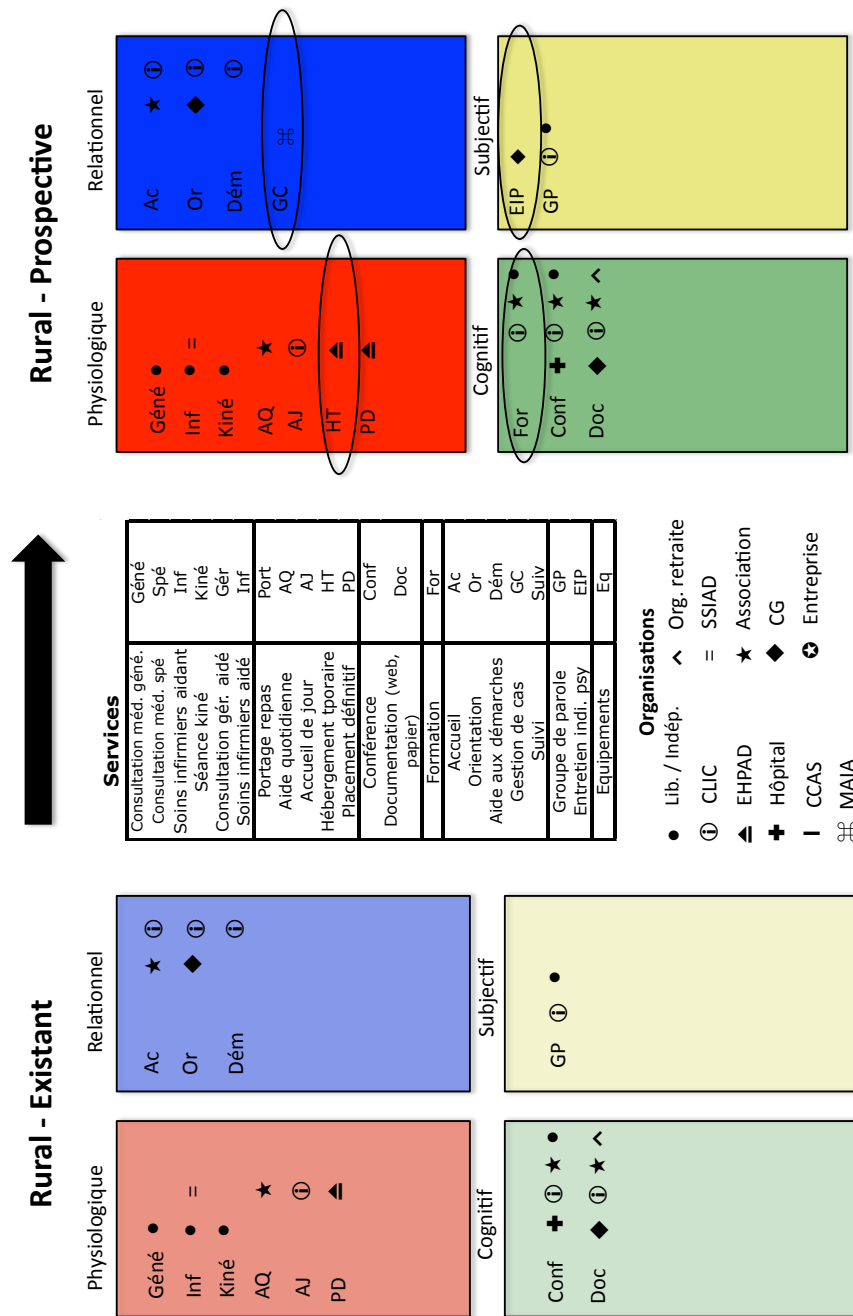 Rural - Existant
Physiologique
Géné ●
Inf ● =
Kiné ●
AQ ★
AJ ⓘ
PD ⏏
Relationnel
Ac ★ ⓘ
Or ◆ ⓘ
Dém ⓘ
Cognitif
Conf ✚ ⓘ ★ ●
Doc ◆ ⓘ ★ ^
Subjectif
GP ⓘ ●
Services
Consultation méd. géné. Géné
Consultation méd. spé Spé
Soins infirmiers aidant Inf
Séance kiné Kiné
Consultation gér. aidé Gér
Soins infirmiers aidé Inf
Portage repas Port
Aide quotidienne AQ
Accueil de jour AJ
Hébergement tporaire HT
Placement définitif PD
Conférence Conf
Documentation (web, Doc
papier)
Formation For
Accueil Ac
Orientation Or
Aide aux démarches Dém
Gestion de cas GC
Suivi Suiv
Groupe de parole GP
Entretien indi. psy EIP
Equipements Eq
Organisations
● Lib. / Indép. ^ Org. retraite
ⓘ CLIC = SSIAD
⏏ EHPAD ★ Association
✚ Hôpital ◆ CG
I CCAS ✪ Entreprise
⌘ MAIA
Rural - Prospective
Physiologique
Géné ●
Inf ● =
Kiné ●
AQ ★
AJ ⓘ
HT ⏏
PD ⏏
Relationnel
Ac ★ ⓘ
Or ◆ ⓘ
Dém ⓘ
GC ⌘
Cognitif
For ⓘ ★ ●
Conf ✚ ⓘ ★ ●
Doc ◆ ⓘ ★ ^
Subjectif
EIP ◆
GP ⓘ ●